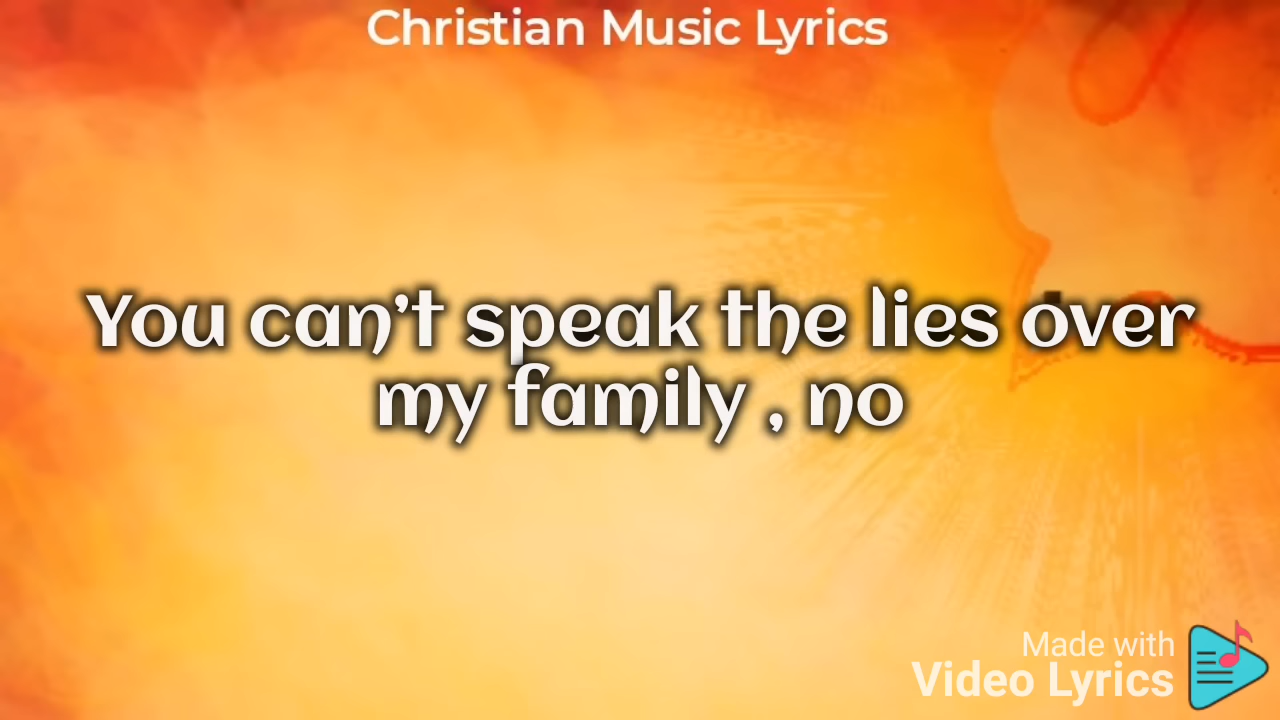 Christian Music Lyrics
You can't speak the lies over
my family , no
Made with
Video Lyrics